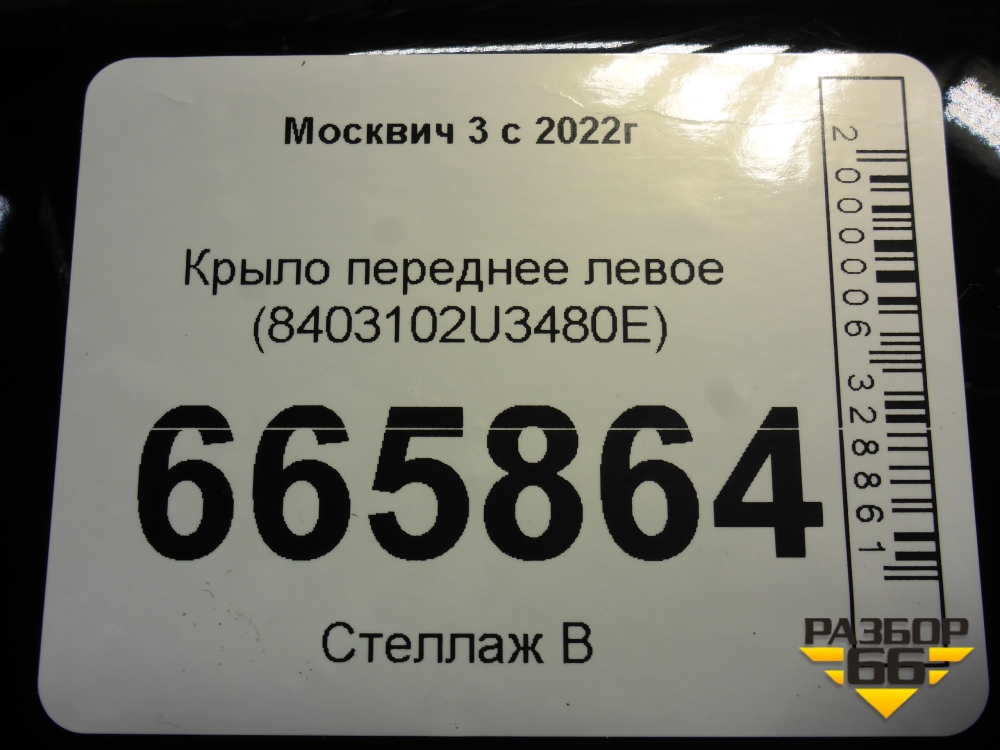 Москвич 3 с 2022г
Крыло переднее левое
(8403102U3480E)
665864
Стеллаж В
2000006328861
РАЗБОР
66